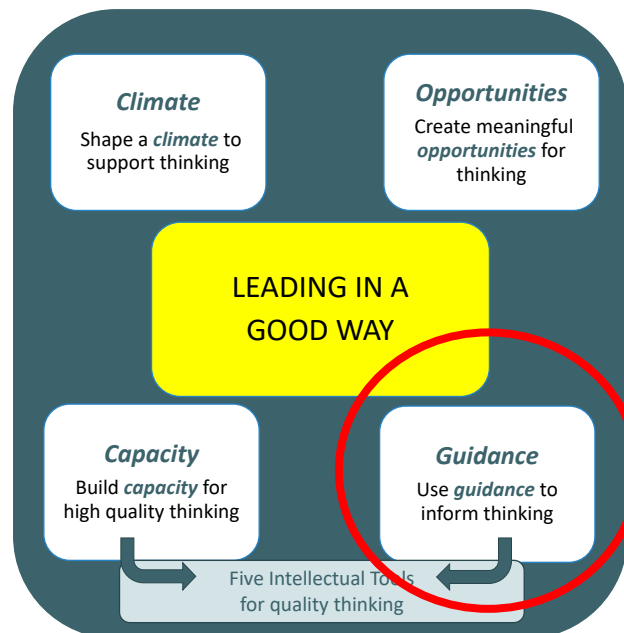 Climate
Shape a climate to
support thinking
Opportunities
Create meaningful
opportunities for
thinking
LEADING IN A
GOOD WAY
Capacity
Build capacity for
high quality thinking
Guidance
Use guidance to
inform thinking
Five Intellectual Tools
for quality thinking